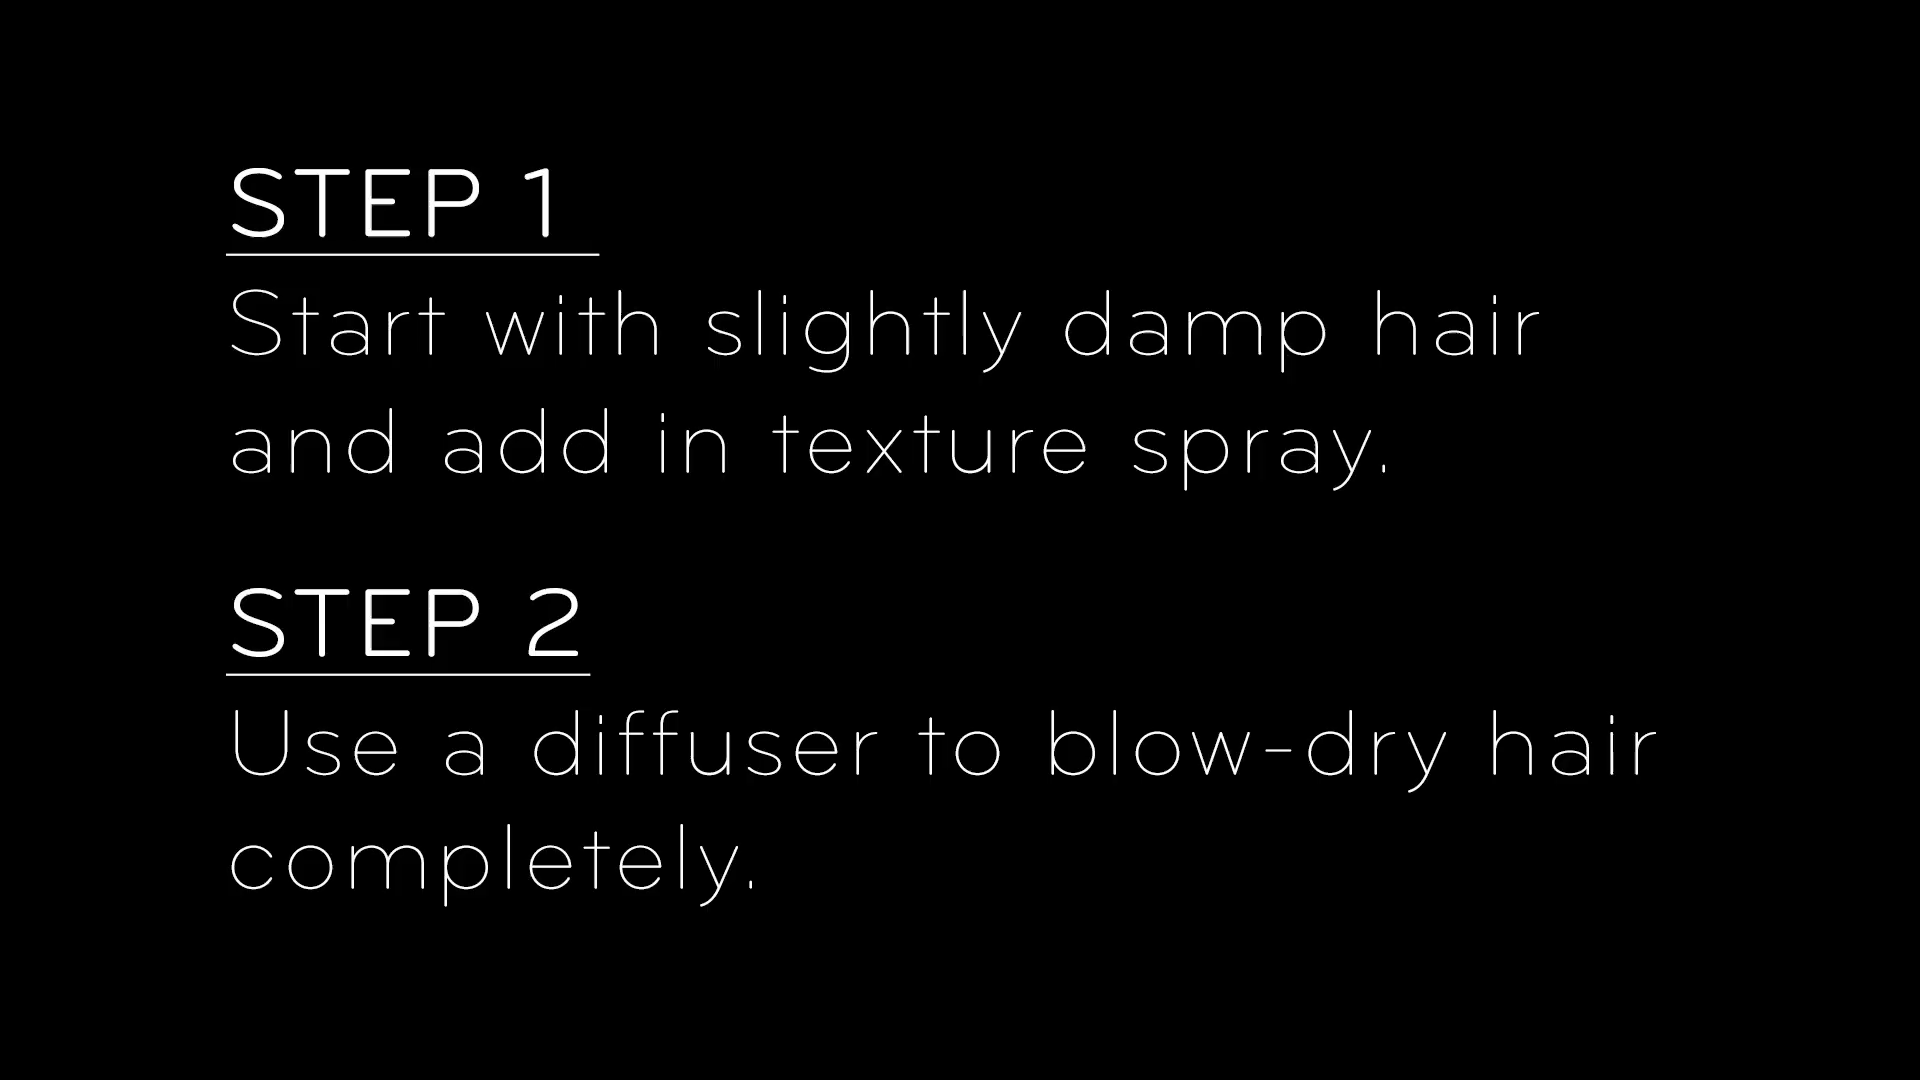 STEP 1
Start with slightly damp hair
and add in texture spray.
STEP 2
Use a diffuser to blow-dry hair
completely.